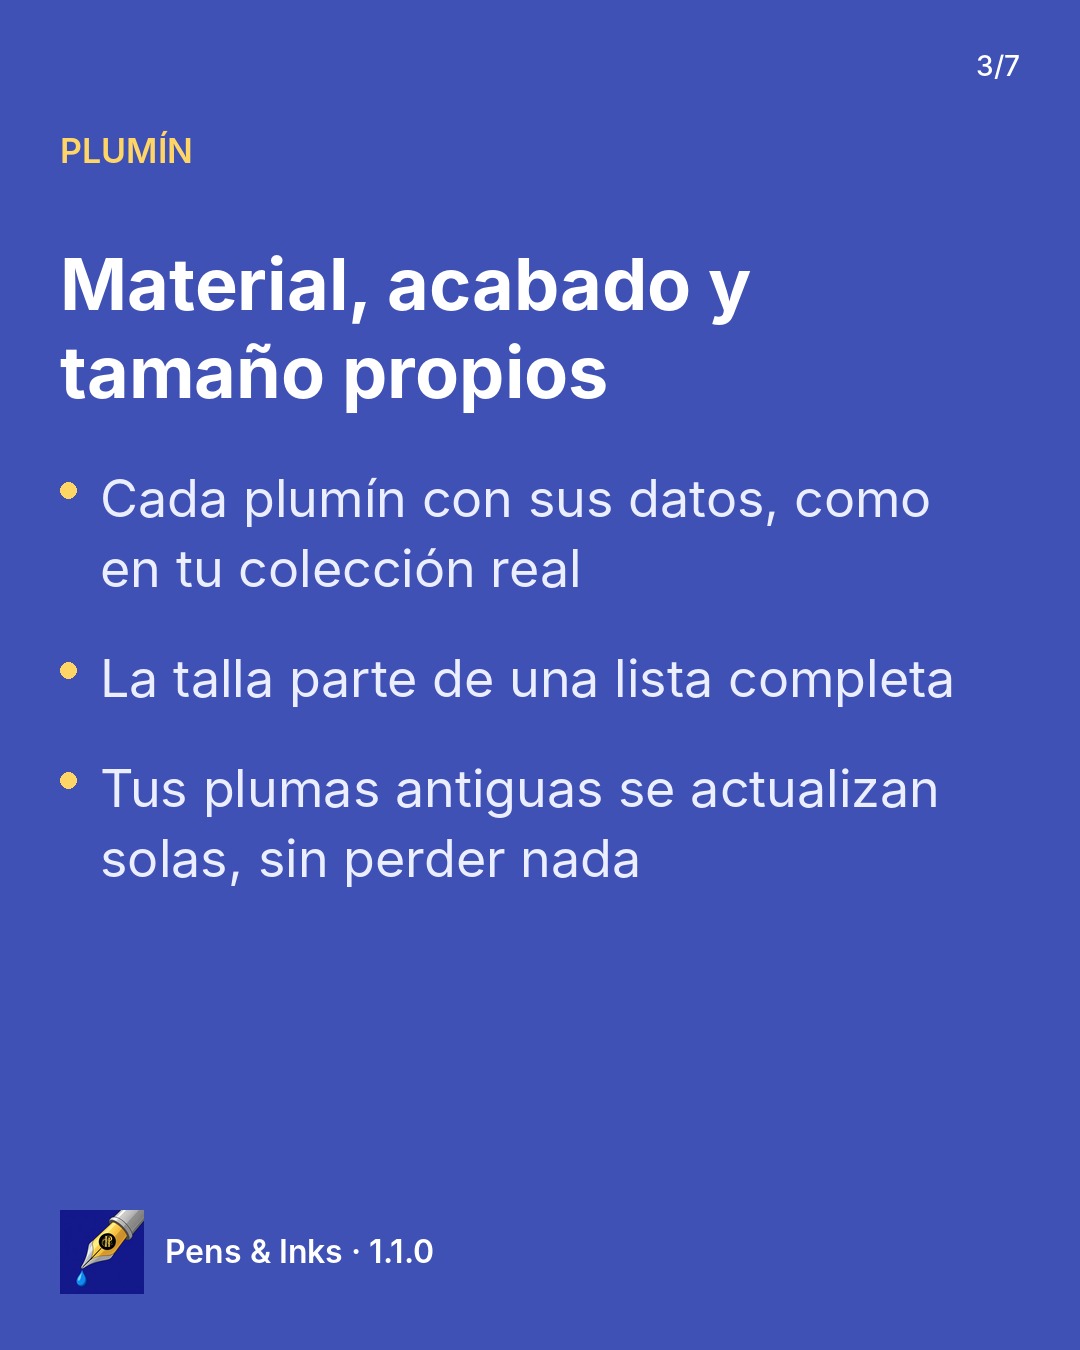 3/7
PLUMÍN
Material, acabado y
tamaño propios
Cada plumín con sus datos, como
en tu colección real
La talla parte de una lista completa
Tus plumas antiguas se actualizan
solas, sin perder nada
Pens & Inks · 1.1.0